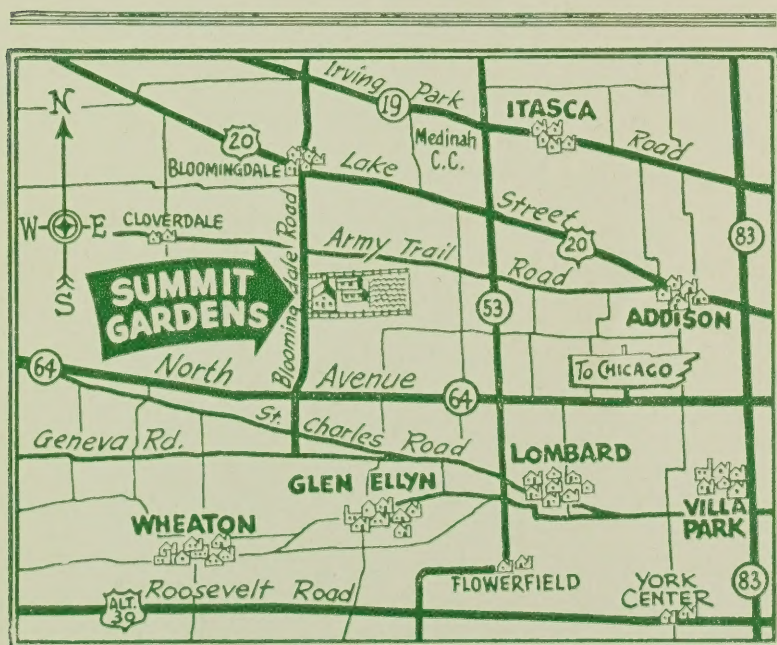 Irving Park Road
19
ITASCA
N
20
Medinah
C.C.
BLOOMINGDALE
Lake Street
W
E
CLOVERDALE
83
Army Trail Road
20
S
SUMMIT
GARDENS
Bloomingdale Road
53
ADDISON
64
North Avenue
To CHICAGO
64
St. Charles Road
Geneva Rd.
LOMBARD
GLEN ELLYN
VILLA
PARK
WHEATON
FLOWERFIELD
YORK
CENTER
83
Roosevelt Road
ALT.
30